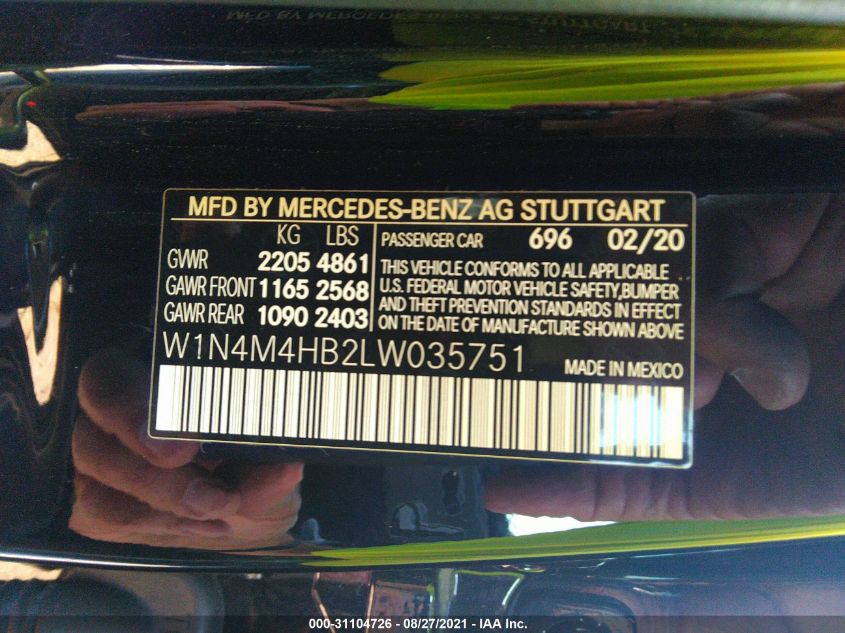 MFD BY MERCEDES-BENZ AG STUTTGART
KG LBS
GVWR 2205 4861
GAWR FRONT 1165 2568
GAWR REAR 1090 2403
PASSENGER CAR 696 02/20
THIS VEHICLE CONFORMS TO ALL APPLICABLE
U.S. FEDERAL MOTOR VEHICLE SAFETY,BUMPER
AND THEFT PREVENTION STANDARDS IN EFFECT
ON THE DATE OF MANUFACTURE SHOWN ABOVE
W1N4M4HB2LW035751 MADE IN MEXICO
000-31104726 - 08/27/2021 - IAA Inc.